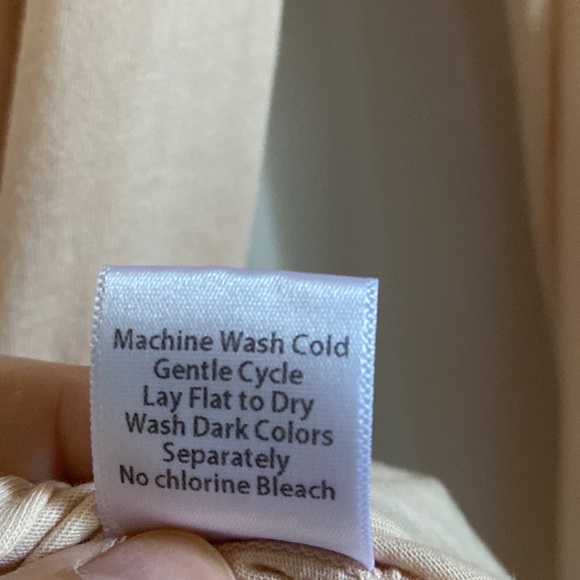 Machine Wash Cold
Gentle Cycle
Lay Flat to Dry
Wash Dark Colors
Separately
No chlorine Bleach